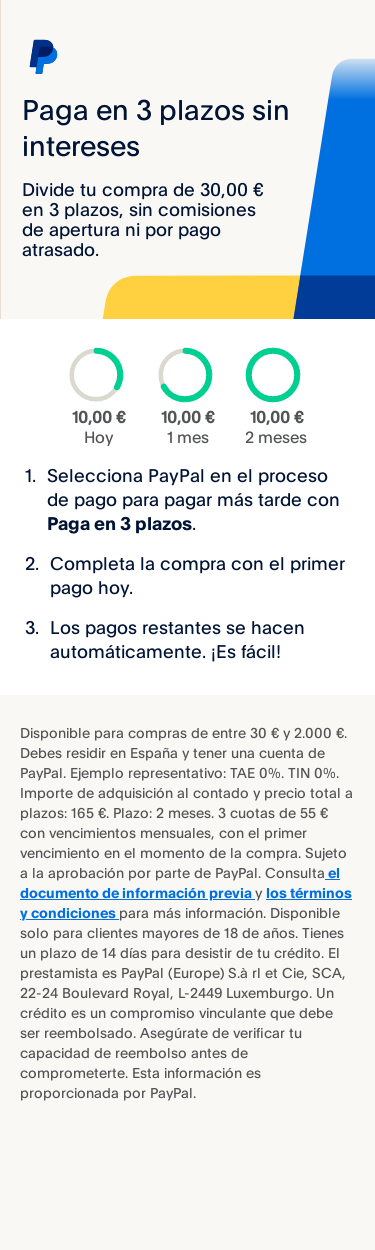 Paga en 3 plazos sin
intereses
Divide tu compra de 30,00 €
en 3 plazos, sin comisiones
de apertura ni por pago
atrasado.
10,00 € 10,00 € 10,00 €
Hoy 1 mes 2 meses
1. Selecciona PayPal en el proceso
de pago para pagar más tarde con
Paga en 3 plazos.
2. Completa la compra con el primer
pago hoy.
3. Los pagos restantes se hacen
automáticamente. ¡Es fácil!
Disponible para compras de entre 30 € y 2.000 €.
Debes residir en España y tener una cuenta de
PayPal. Ejemplo representativo: TAE 0%. TIN 0%.
Importe de adquisición al contado y precio total a
plazos: 165 €. Plazo: 2 meses. 3 cuotas de 55 €
con vencimientos mensuales, con el primer
vencimiento en el momento de la compra. Sujeto
a la aprobación por parte de PayPal. Consulta el
documento de información previa y los términos
y condiciones para más información. Disponible
solo para clientes mayores de 18 de años. Tienes
un plazo de 14 días para desistir de tu crédito. El
prestamista es PayPal (Europe) S.à rl et Cie, SCA,
22-24 Boulevard Royal, L-2449 Luxemburgo. Un
crédito es un compromiso vinculante que debe
ser reembolsado. Asegúrate de verificar tu
capacidad de reembolso antes de
comprometerte. Esta información es
proporcionada por PayPal.